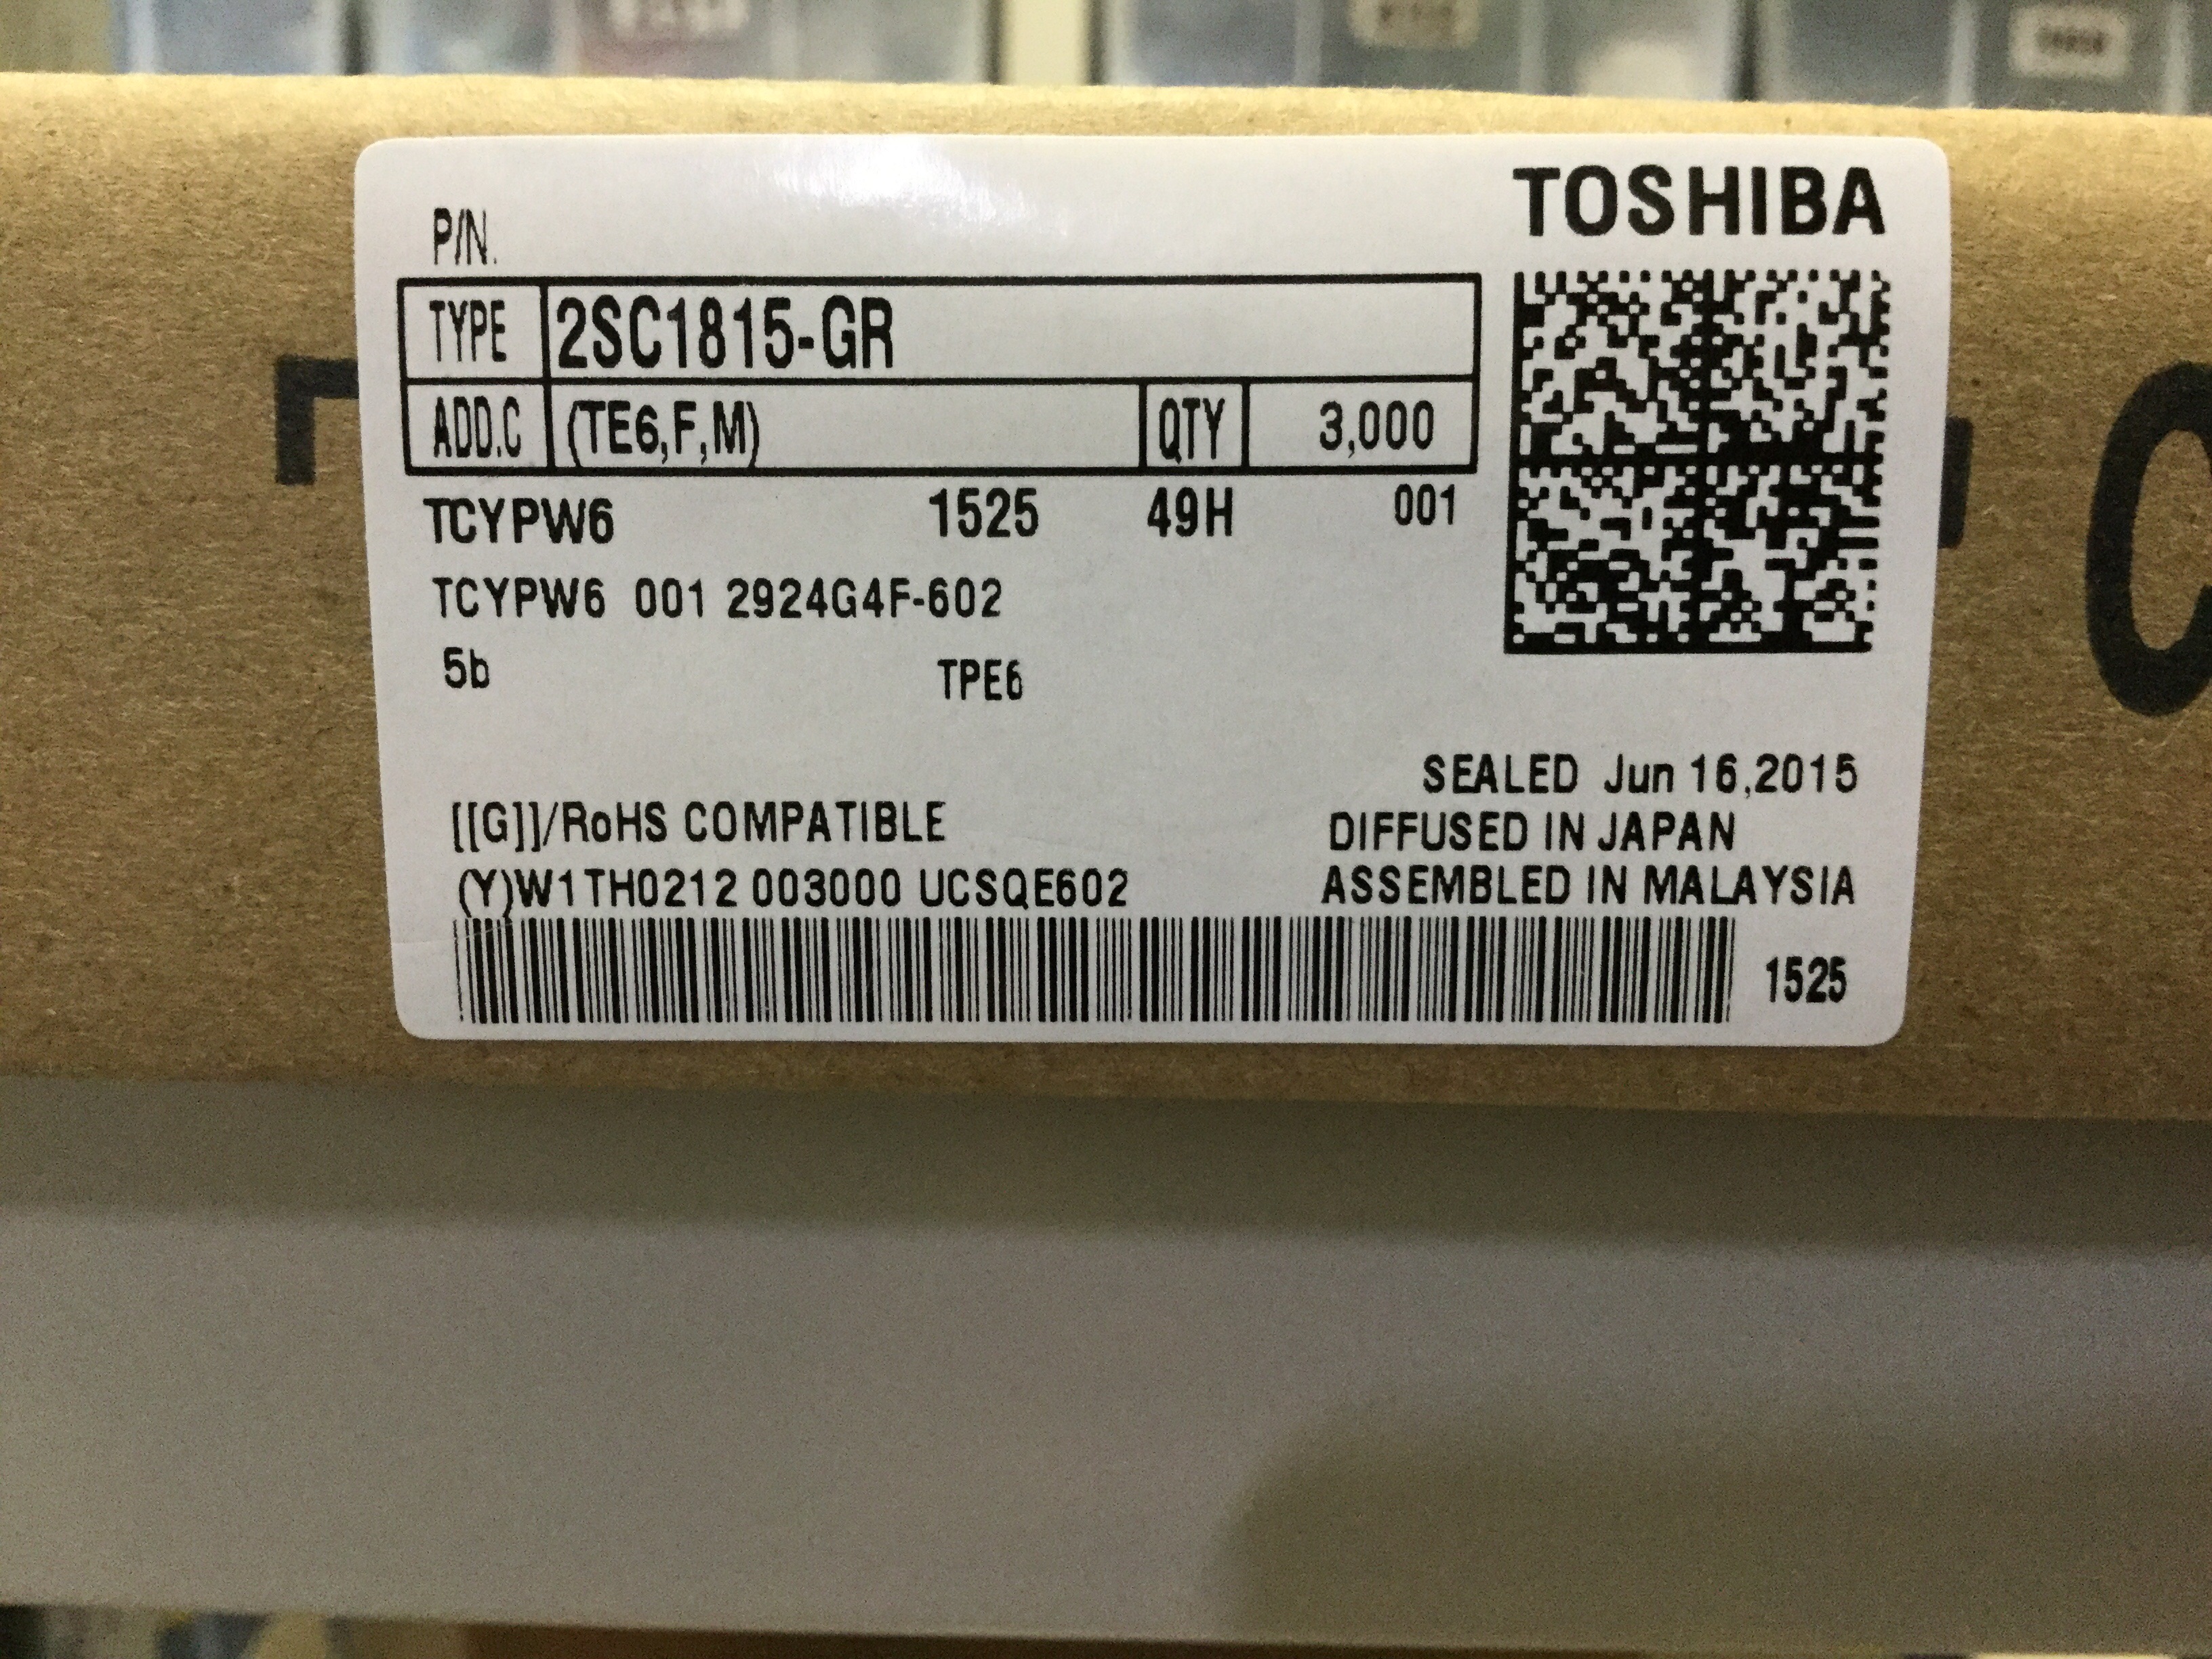 TOSHIBA
P/N.
TYPE 2SC1815-GR
ADD.C (TE6,F,M) QTY 3,000
TCYPW6 1525 49H 001
TCYPW6 001 2924G4F-602
5b TPE6
SEALED Jun 16,2015
[[G]]/RoHS COMPATIBLE DIFFUSED IN JAPAN
(Y)W1TH0212 003000 UCSQE602 ASSEMBLED IN MALAYSIA
1525